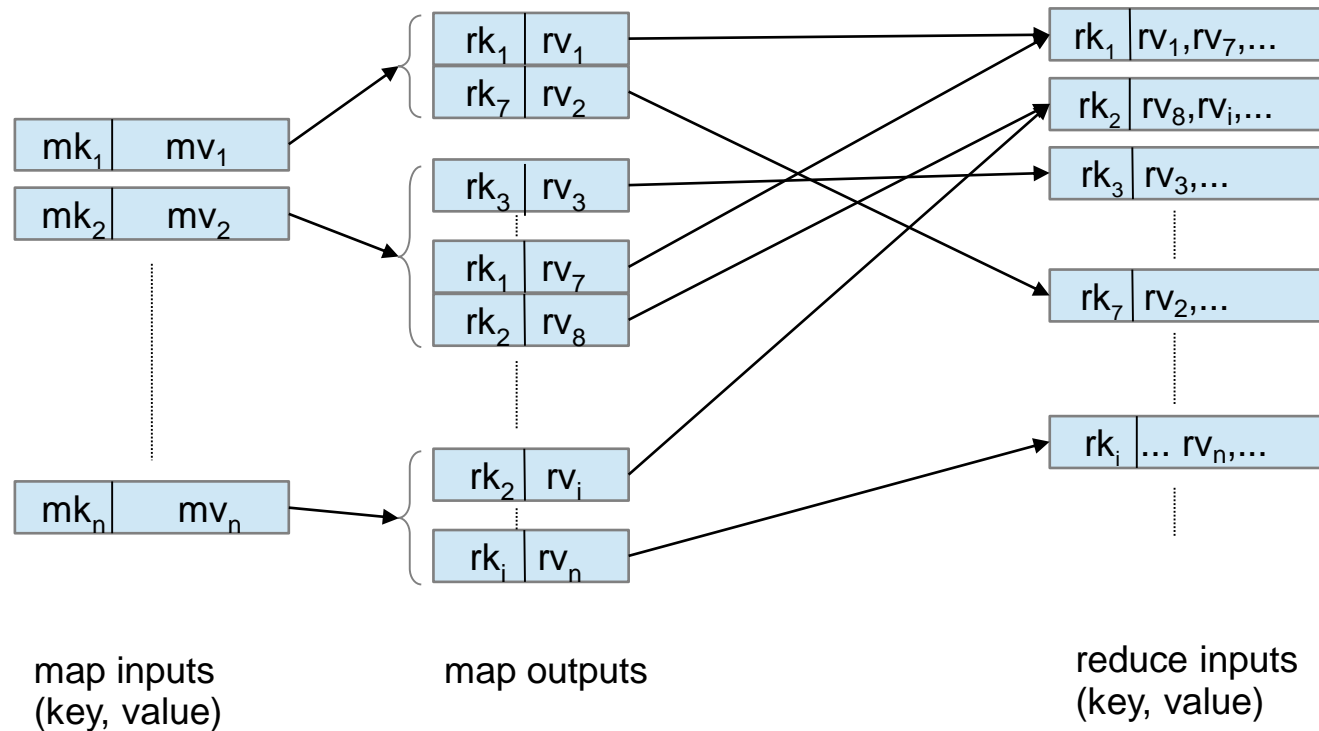 rk₁ rv₁
rk₇ rv₂
mk₁ mv₁
mk₂ mv₂
rk₃ rv₃
rk₁ rv₇
rk₂ rv₈
rk₂ rvᵢ
mkₙ mvₙ
rkᵢ rvₙ
rk₁ rv₁,rv₇,...
rk₂ rv₈,rvᵢ,...
rk₃ rv₃,...
rk₇ rv₂,...
rkᵢ ... rvₙ,...
map inputs
(key, value)
map outputs
reduce inputs
(key, value)